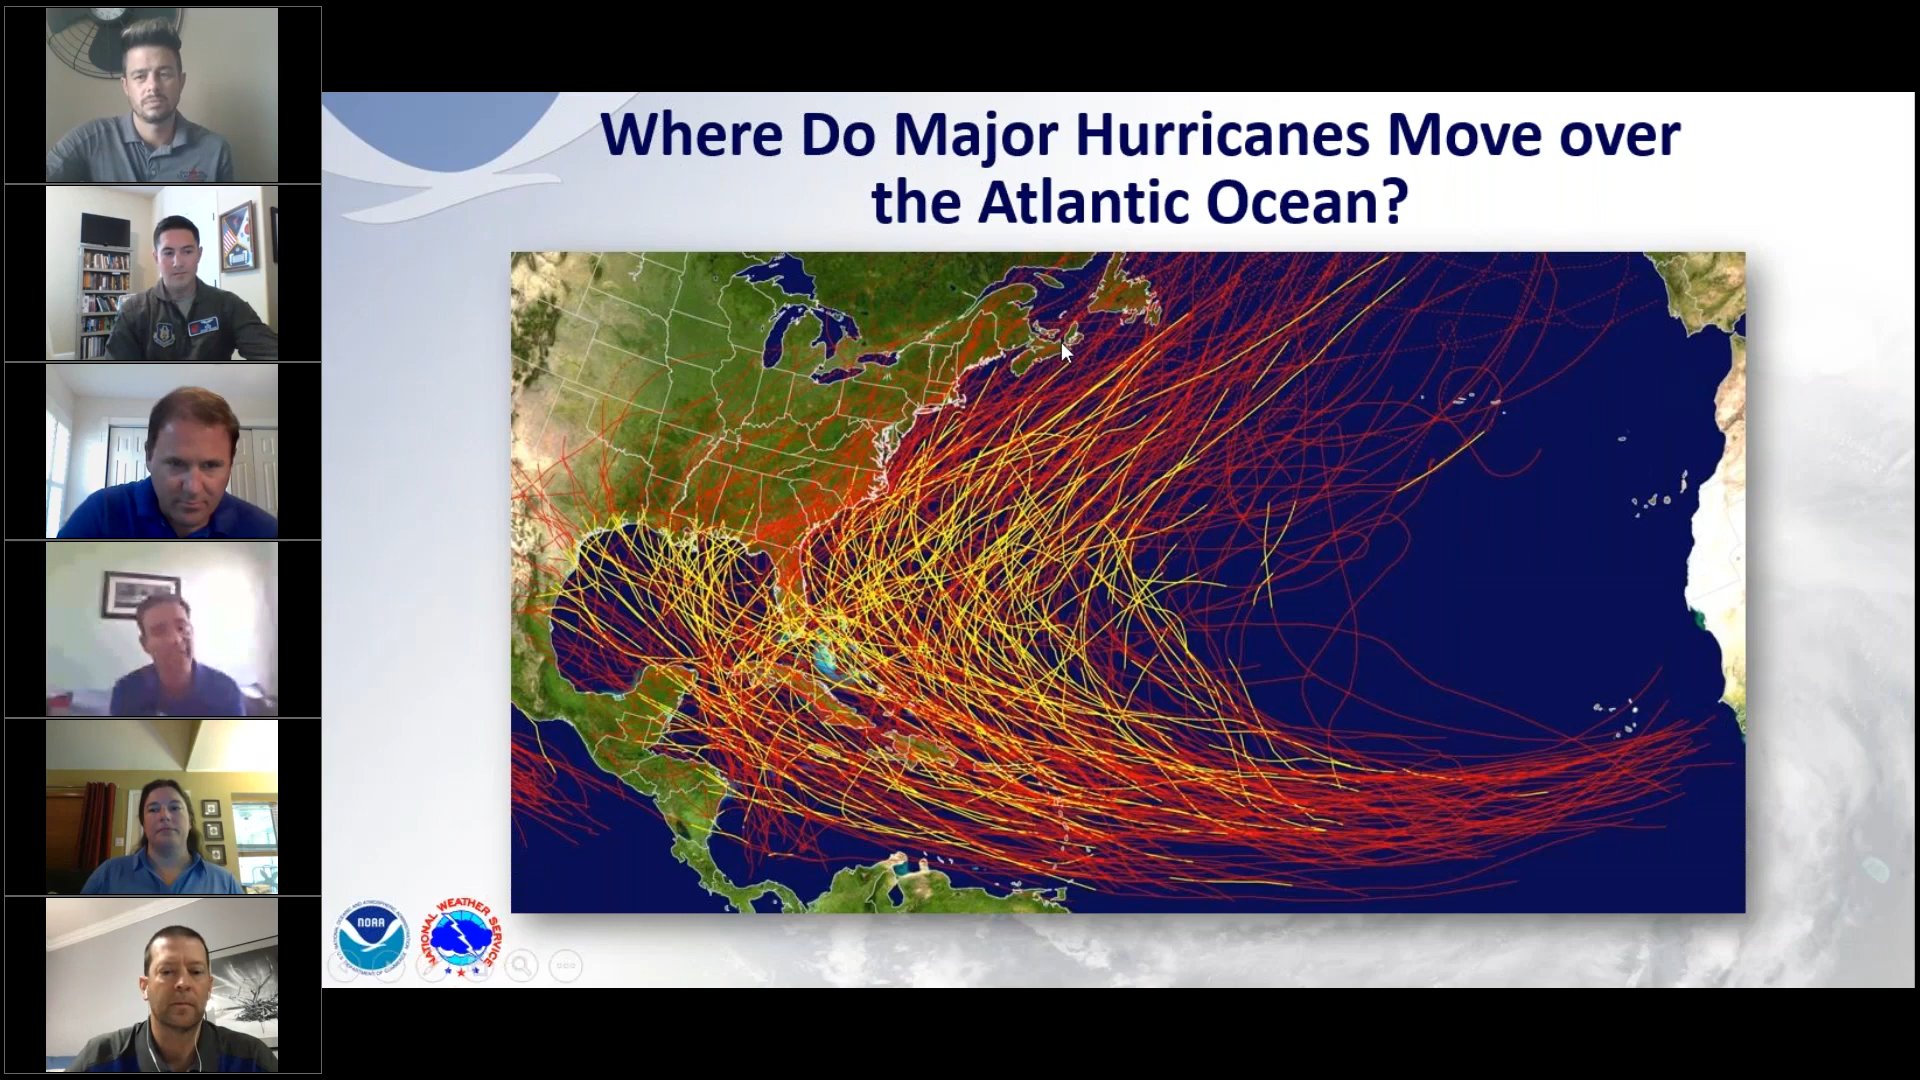 Where Do Major Hurricanes Move over
the Atlantic Ocean?
NOAA
NATIONAL WEATHER SERVICE